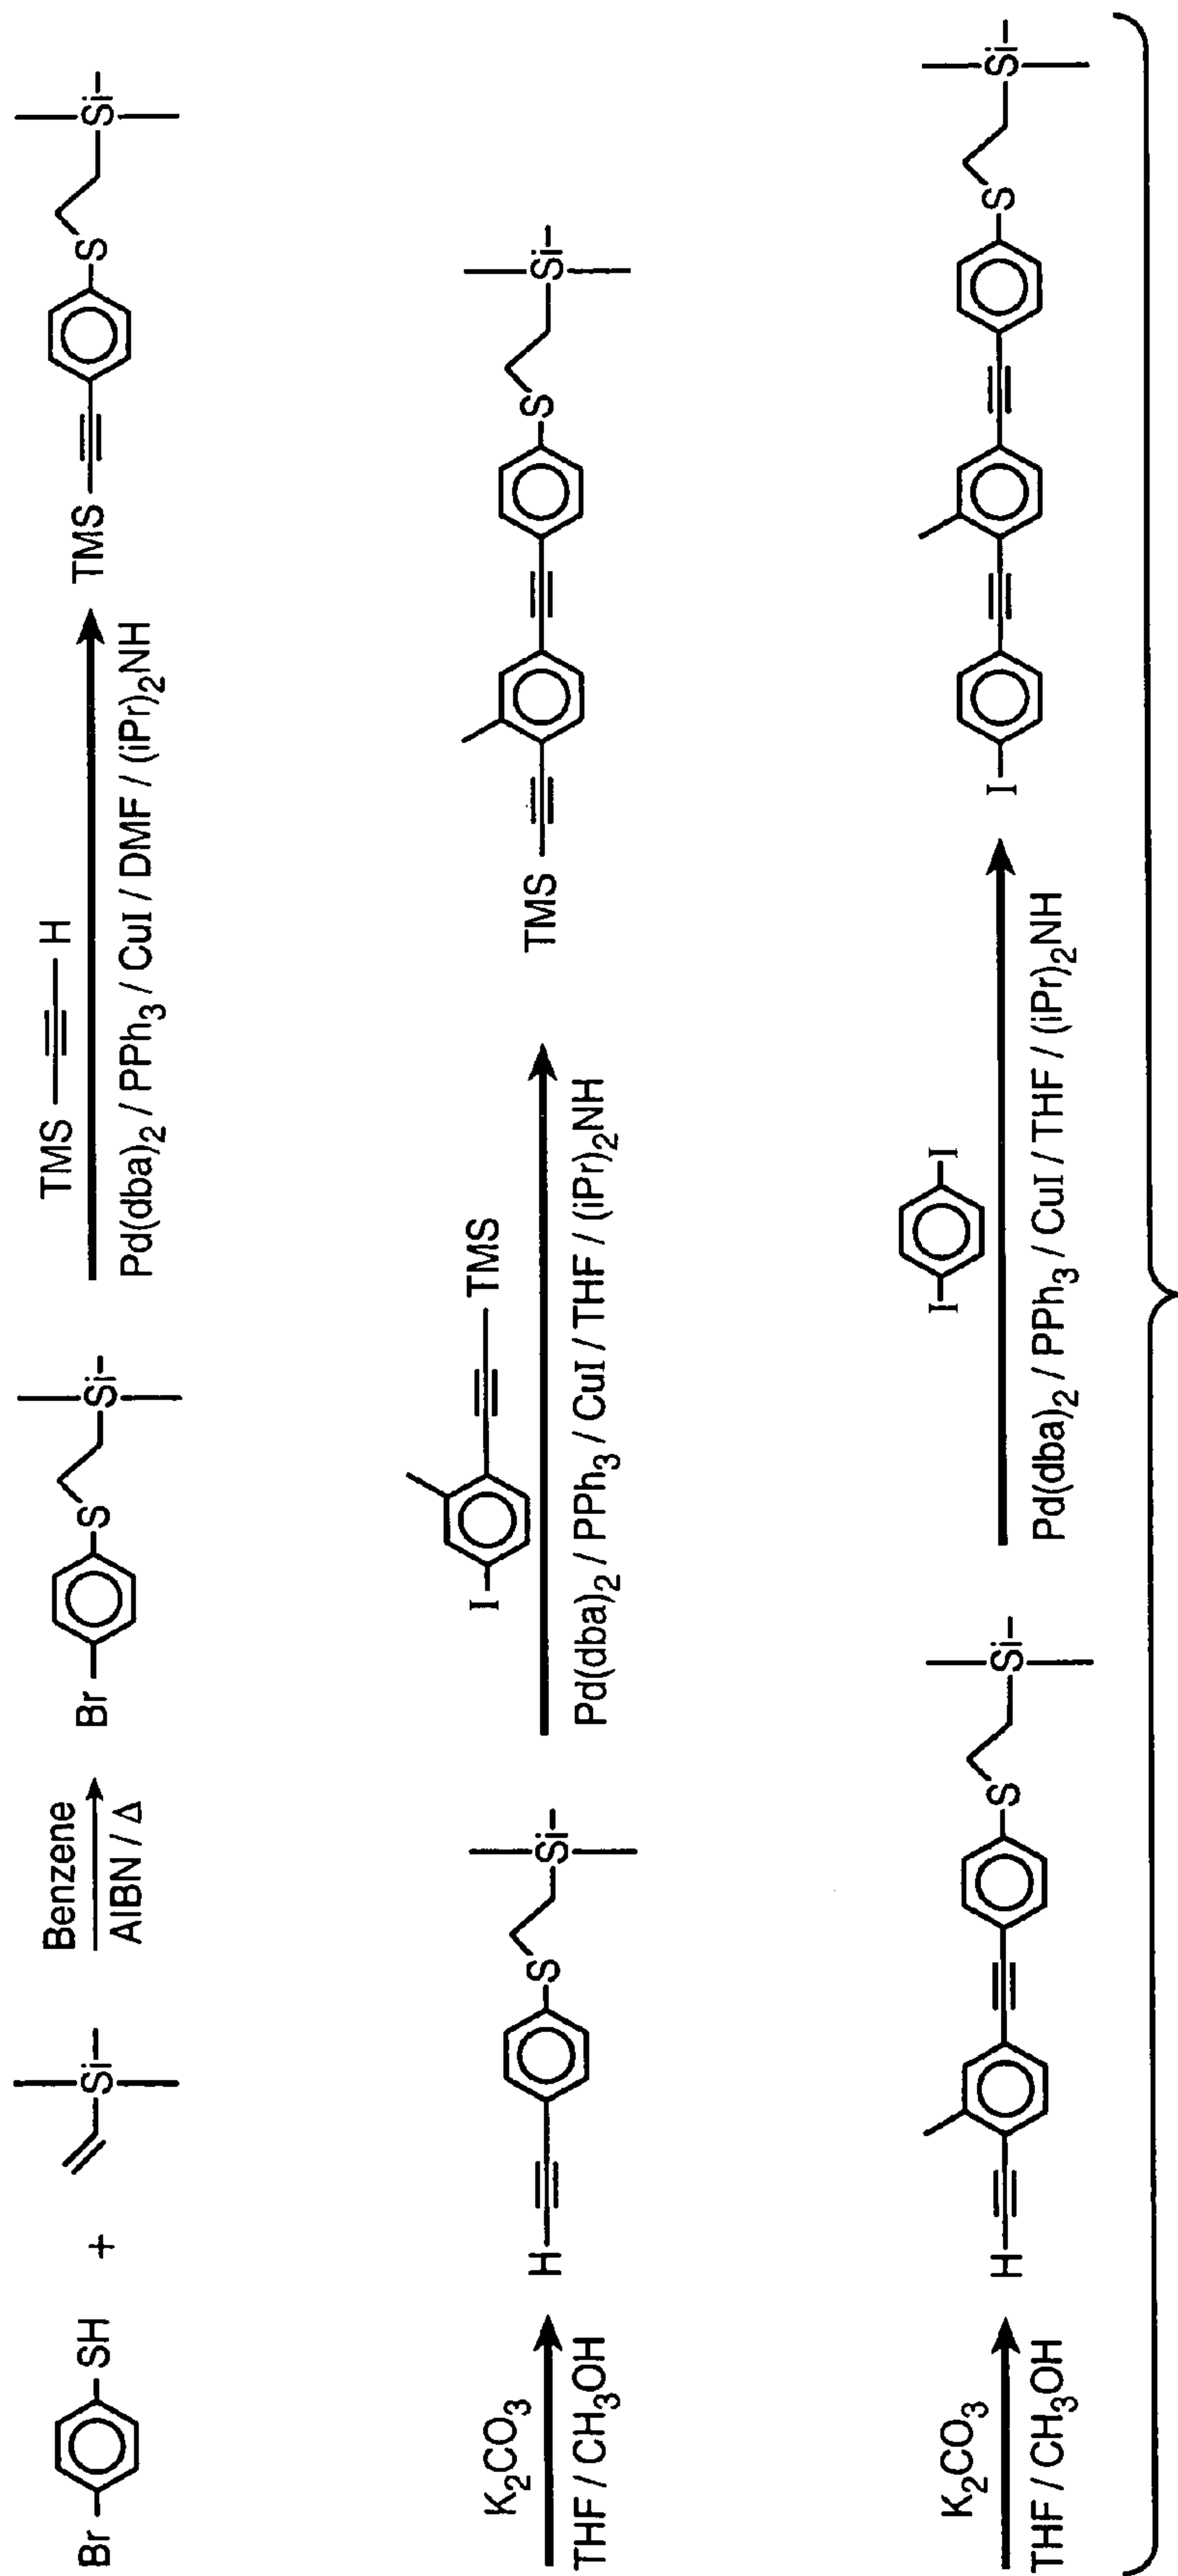 Br
SH
+
Si
Benzene
AIBN / Δ
Br
S
Si
TMS
H
Pd(dba)2 / PPh3 / CuI / DMF / (iPr)2NH
TMS
S
Si
K2CO3
THF / CH3OH
H
S
Si
I
TMS
Pd(dba)2 / PPh3 / CuI / THF / (iPr)2NH
TMS
S
Si
K2CO3
THF / CH3OH
H
S
Si
I
I
Pd(dba)2 / PPh3 / CuI / THF / (iPr)2NH
I
S
Si